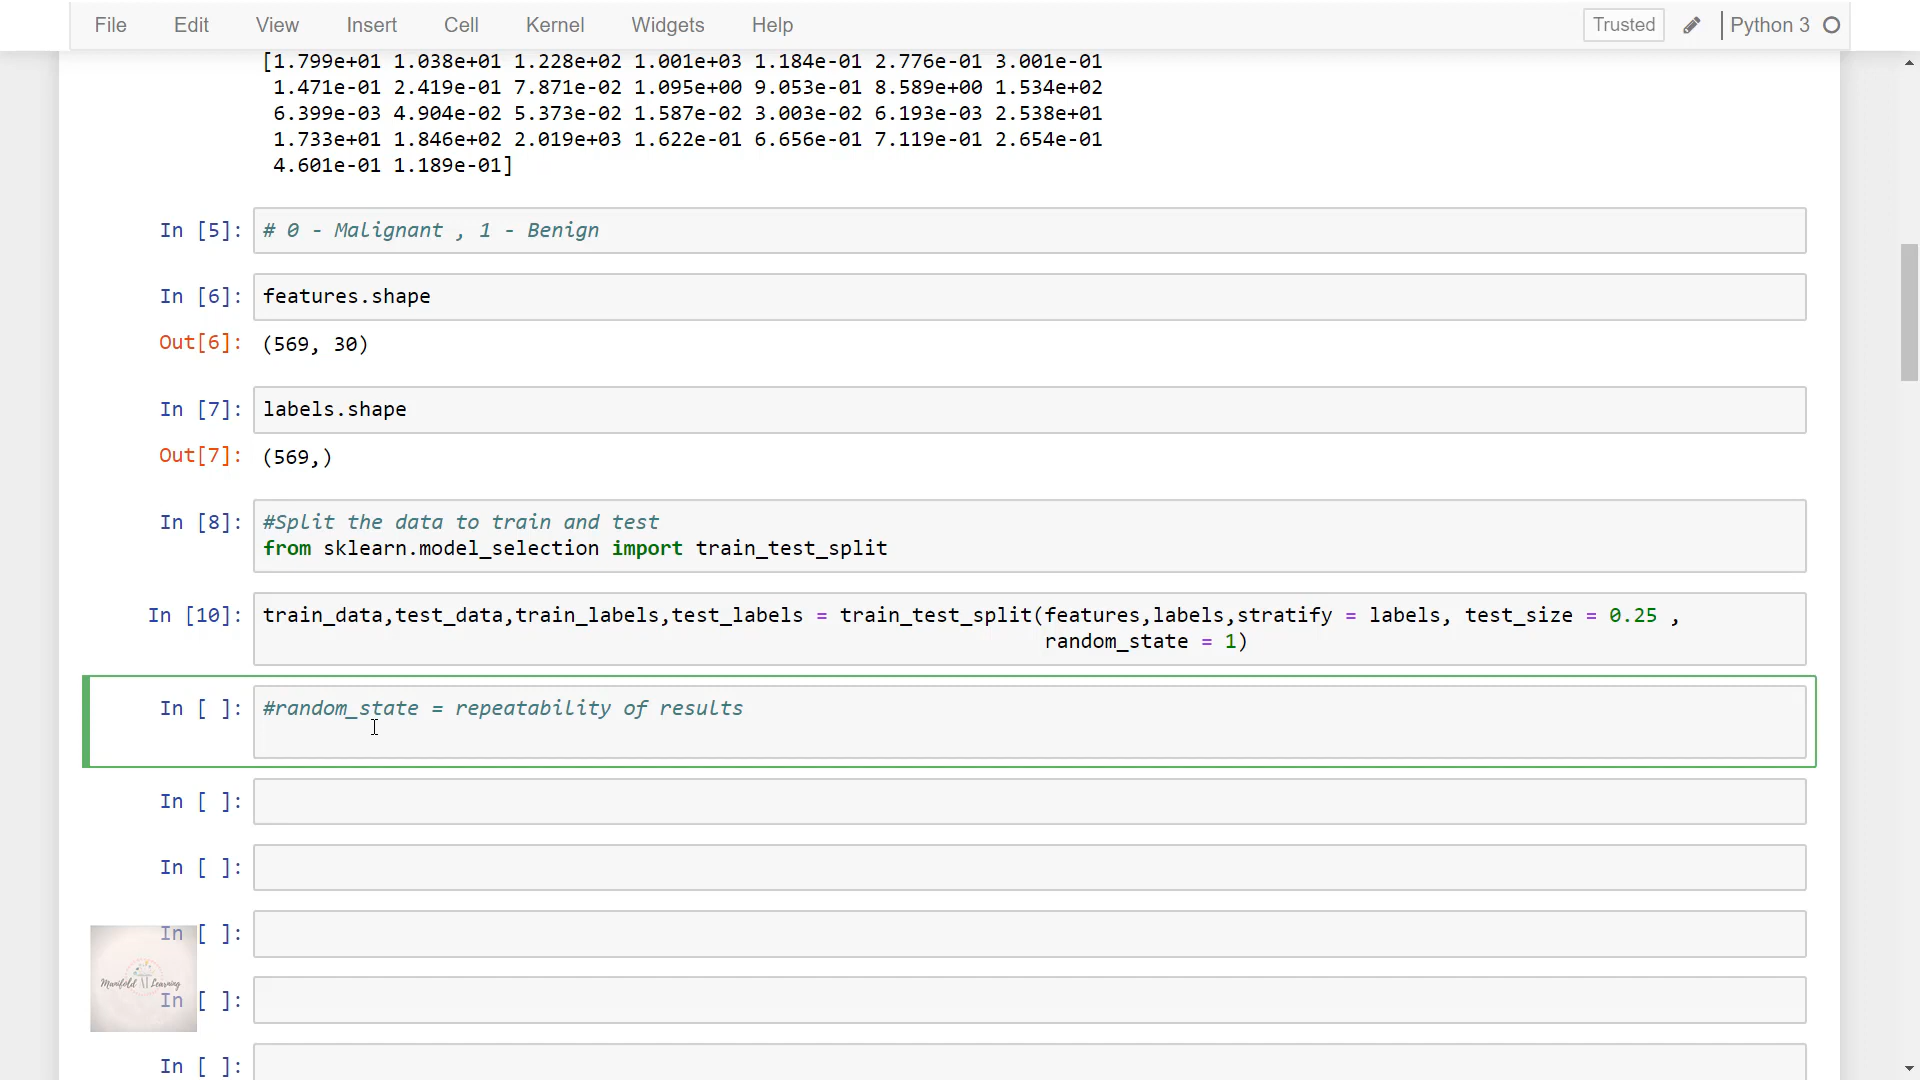 File Edit View Insert Cell Kernel Widgets Help Trusted Python 3
[1.799e+01 1.038e+01 1.228e+02 1.001e+03 1.184e-01 2.776e-01 3.001e-01
1.471e-01 2.419e-01 7.871e-02 1.095e+00 9.053e-01 8.589e+00 1.534e+02
6.399e-03 4.904e-02 5.373e-02 1.587e-02 3.003e-02 6.193e-03 2.538e+01
1.733e+01 1.846e+02 2.019e+03 1.622e-01 6.656e-01 7.119e-01 2.654e-01
4.601e-01 1.189e-01]
In [5]: # 0 - Malignant , 1 - Benign
In [6]: features.shape
Out[6]: (569, 30)
In [7]: labels.shape
Out[7]: (569,)
In [8]: #Split the data to train and test
from sklearn.model_selection import train_test_split
In [10]: train_data,test_data,train_labels,test_labels = train_test_split(features,labels,stratify = labels, test_size = 0.25 ,
random_state = 1)
In [ ]: #random_state = repeatability of results
In [ ]:
In [ ]:
In [ ]:
Manifold AI Learning
In [ ]:
In [ ]: